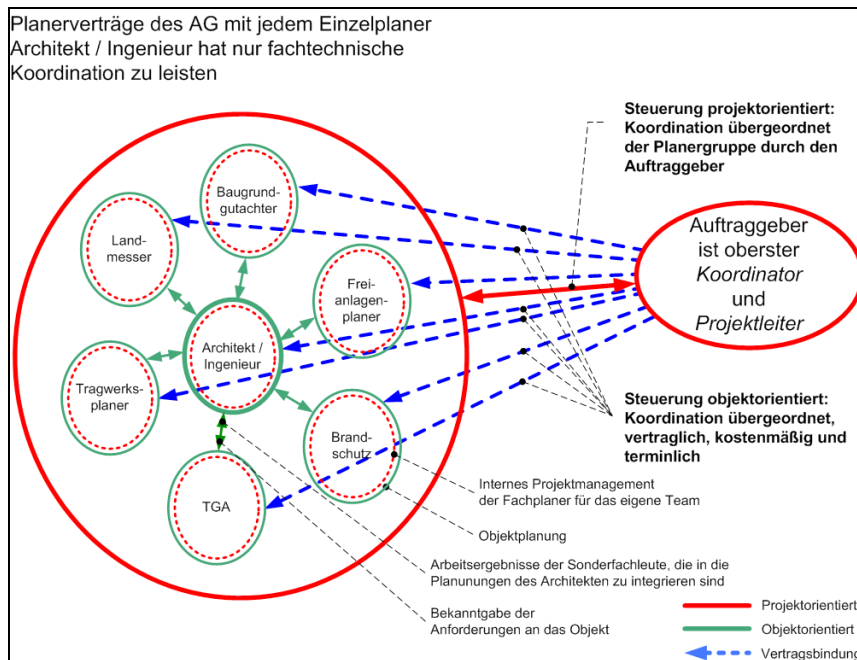 Planerverträge des AG mit jedem Einzelplaner
Architekt / Ingenieur hat nur fachtechnische
Koordination zu leisten
Steuerung projektorientiert:
Koordination übergeordnet
der Planergruppe durch den
Auftraggeber
Baugrund-
gutachter
Land-
messer
Frei-
anlagen-
planer
Architekt /
Ingenieur
Tragwerks-
planer
Brand-
schutz
TGA
Auftraggeber
ist oberster
Koordinator
und
Projektleiter
Steuerung objektorientiert:
Koordination übergeordnet,
vertraglich, kostenmäßig und
terminlich
Internes Projektmanagement
der Fachplaner für das eigene Team
Objektplanung
Arbeitsergebnisse der Sonderfachleute, die in die
Planunungen des Architekten zu integrieren sind
Bekanntgabe der
Anforderungen an das Objekt
Projektorientiert
Objektorientiert
Vertragsbindung